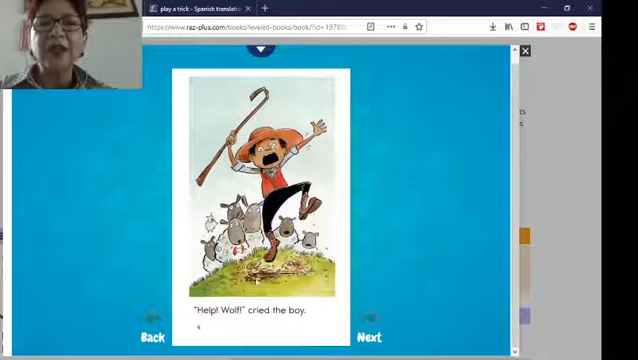 play a trick - Spanish translati
https://www.raz-plus.com/books/leveled-books/book/?id=1978
"Help! Wolf!" cried the boy.
Back
Next